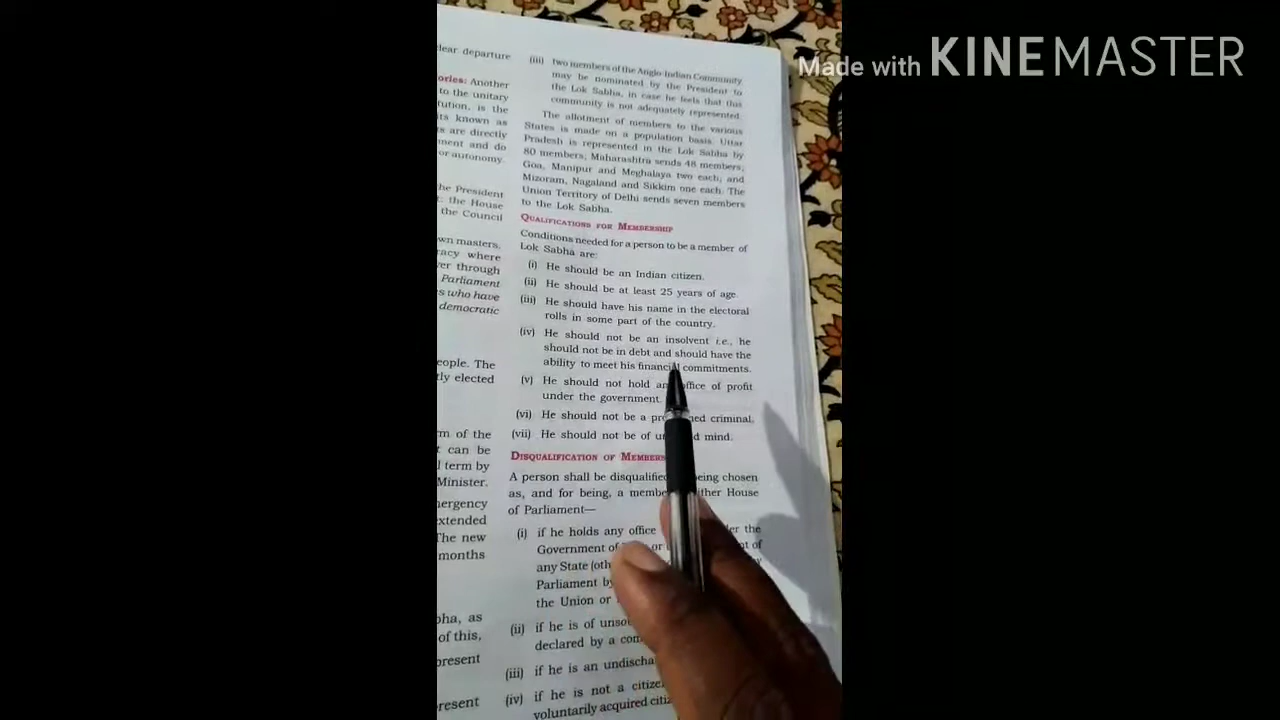 Made with KINEMASTER
lear departure
ories: Another
to the unitary
tution, is the
its known as
s are directly
ment and do
or autonomy.
he President
t. the House
the Council
wn masters.
racy where
er through
Parliament
s who have
democratic
eople. The
tly elected
rm of the
t can be
l term by
Minister.
nergency
xtended
The new
months
bha, as
of this,
present
resent
(iii) two members of the Anglo-Indian Community
may be nominated by the President to
the Lok Sabha, in case he feels that this
community is not adequately represented.
The allotment of members to the various
States is made on a population basis. Uttar
Pradesh is represented in the Lok Sabha by
80 members, Maharashtra sends 48 members,
Goa, Manipur and Meghalaya two each, and
Mizoram, Nagaland and Sikkim one each. The
Union Territory of Delhi sends seven members
to the Lok Sabha.
QUALIFICATIONS FOR MEMBERSHIP
Conditions needed for a person to be a member of
Lok Sabha are:
(i) He should be an Indian citizen.
(ii) He should be at least 25 years of age.
(iii) He should have his name in the electoral
rolls in some part of the country.
(iv) He should not be an insolvent i.e., he
should not be in debt and should have the
ability to meet his financial commitments.
(v) He should not hold an office of profit
under the government.
(vi) He should not be a criminal.
(vii) He should not be of mind.
DISQUALIFICATION OF
A person shall be disqualified being chosen
as, and for being, a member either House
of Parliament—
(i) if he holds any office the
Government of or of
any State
Parliament by
the Union or
(ii) if he is of
declared by a
(iii) if he is an
(iv) if he is not a
voluntarily acquired